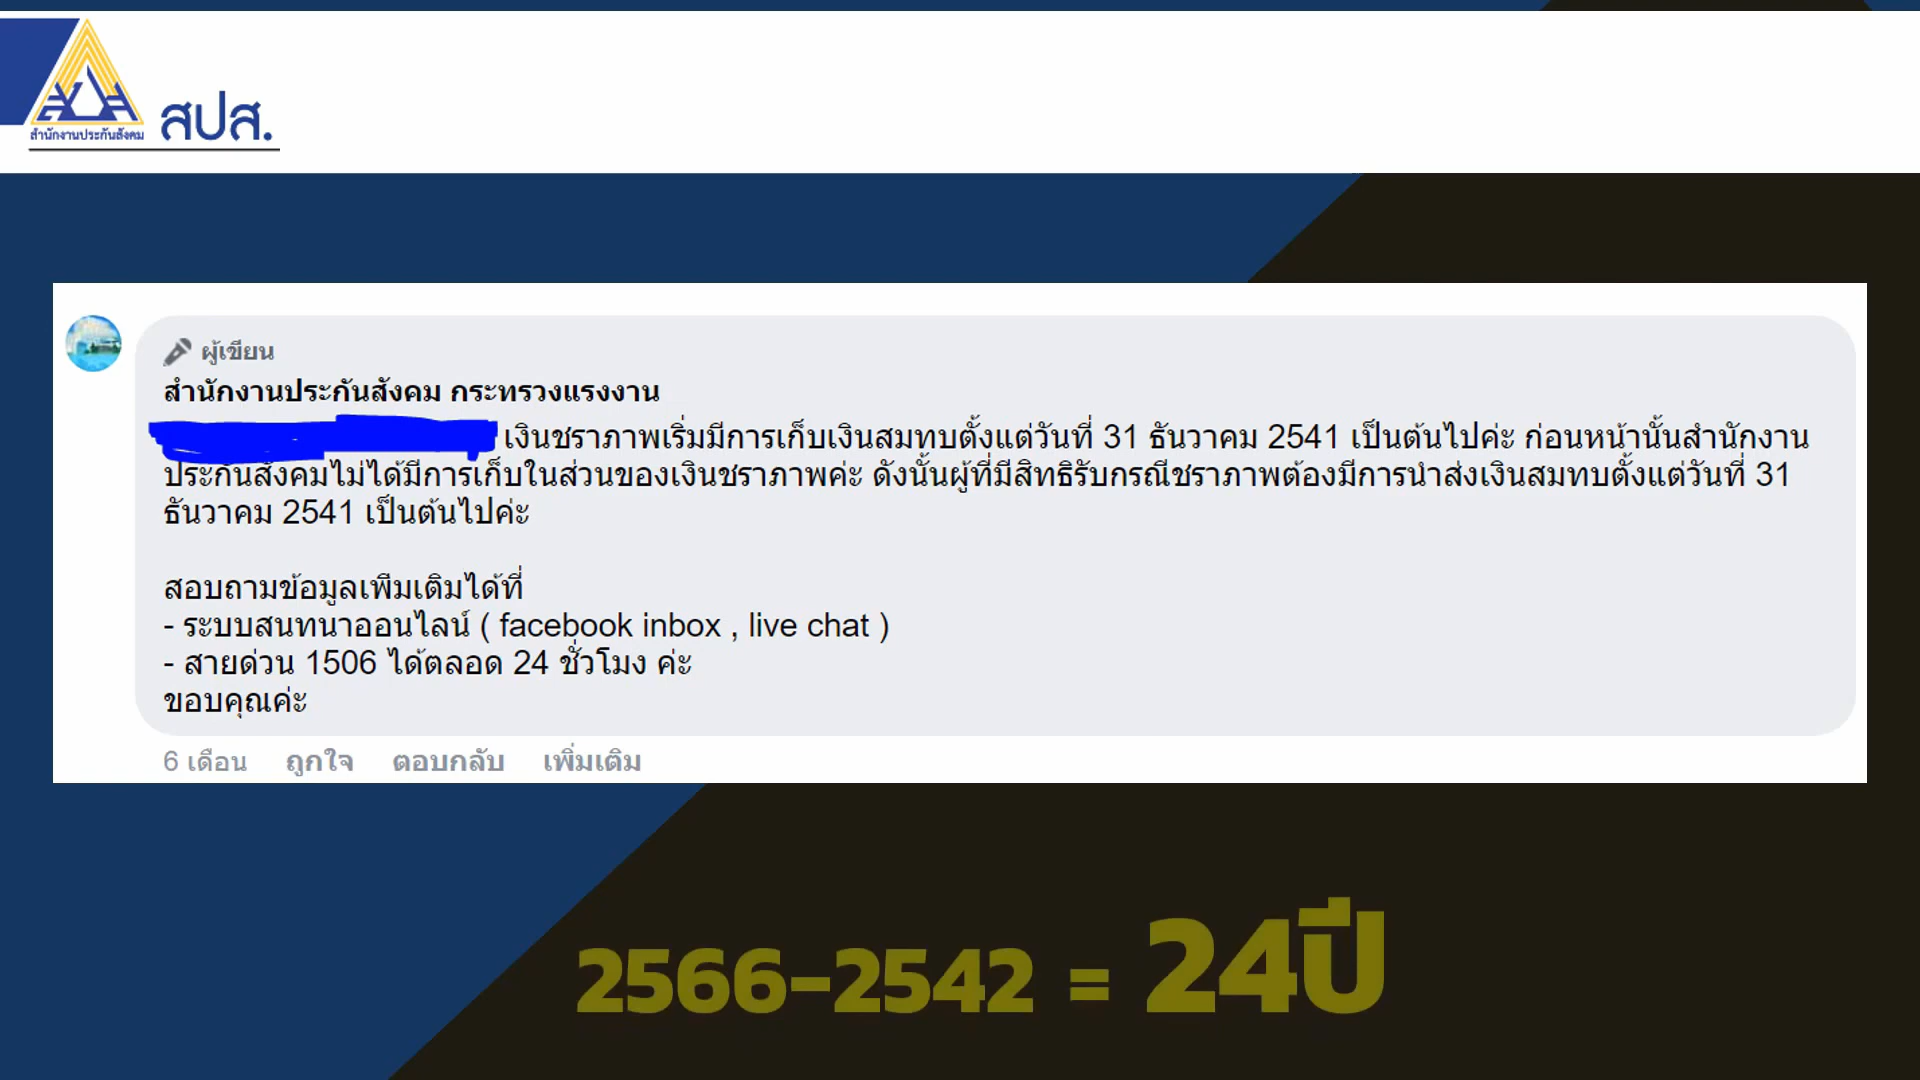 สปส.
สำนักงานประกันสังคม
ผู้เขียน
สำนักงานประกันสังคม กระทรวงแรงงาน
เงินชราภาพเริ่มมีการเก็บเงินสมทบตั้งแต่วันที่ 31 ธันวาคม 2541 เป็นต้นไปค่ะ ก่อนหน้านั้นสำนักงาน
ประกันสังคมไม่ได้มีการเก็บในส่วนของเงินชราภาพค่ะ ดังนั้นผู้ที่มีสิทธิรับกรณีชราภาพต้องมีการนำส่งเงินสมทบตั้งแต่วันที่ 31
ธันวาคม 2541 เป็นต้นไปค่ะ
สอบถามข้อมูลเพิ่มเติมได้ที่
- ระบบสนทนาออนไลน์ ( facebook inbox , live chat )
- สายด่วน 1506 ได้ตลอด 24 ชั่วโมง ค่ะ
ขอบคุณค่ะ
6 เดือน ถูกใจ ตอบกลับ เพิ่มเติม
2566-2542 = 24ปี